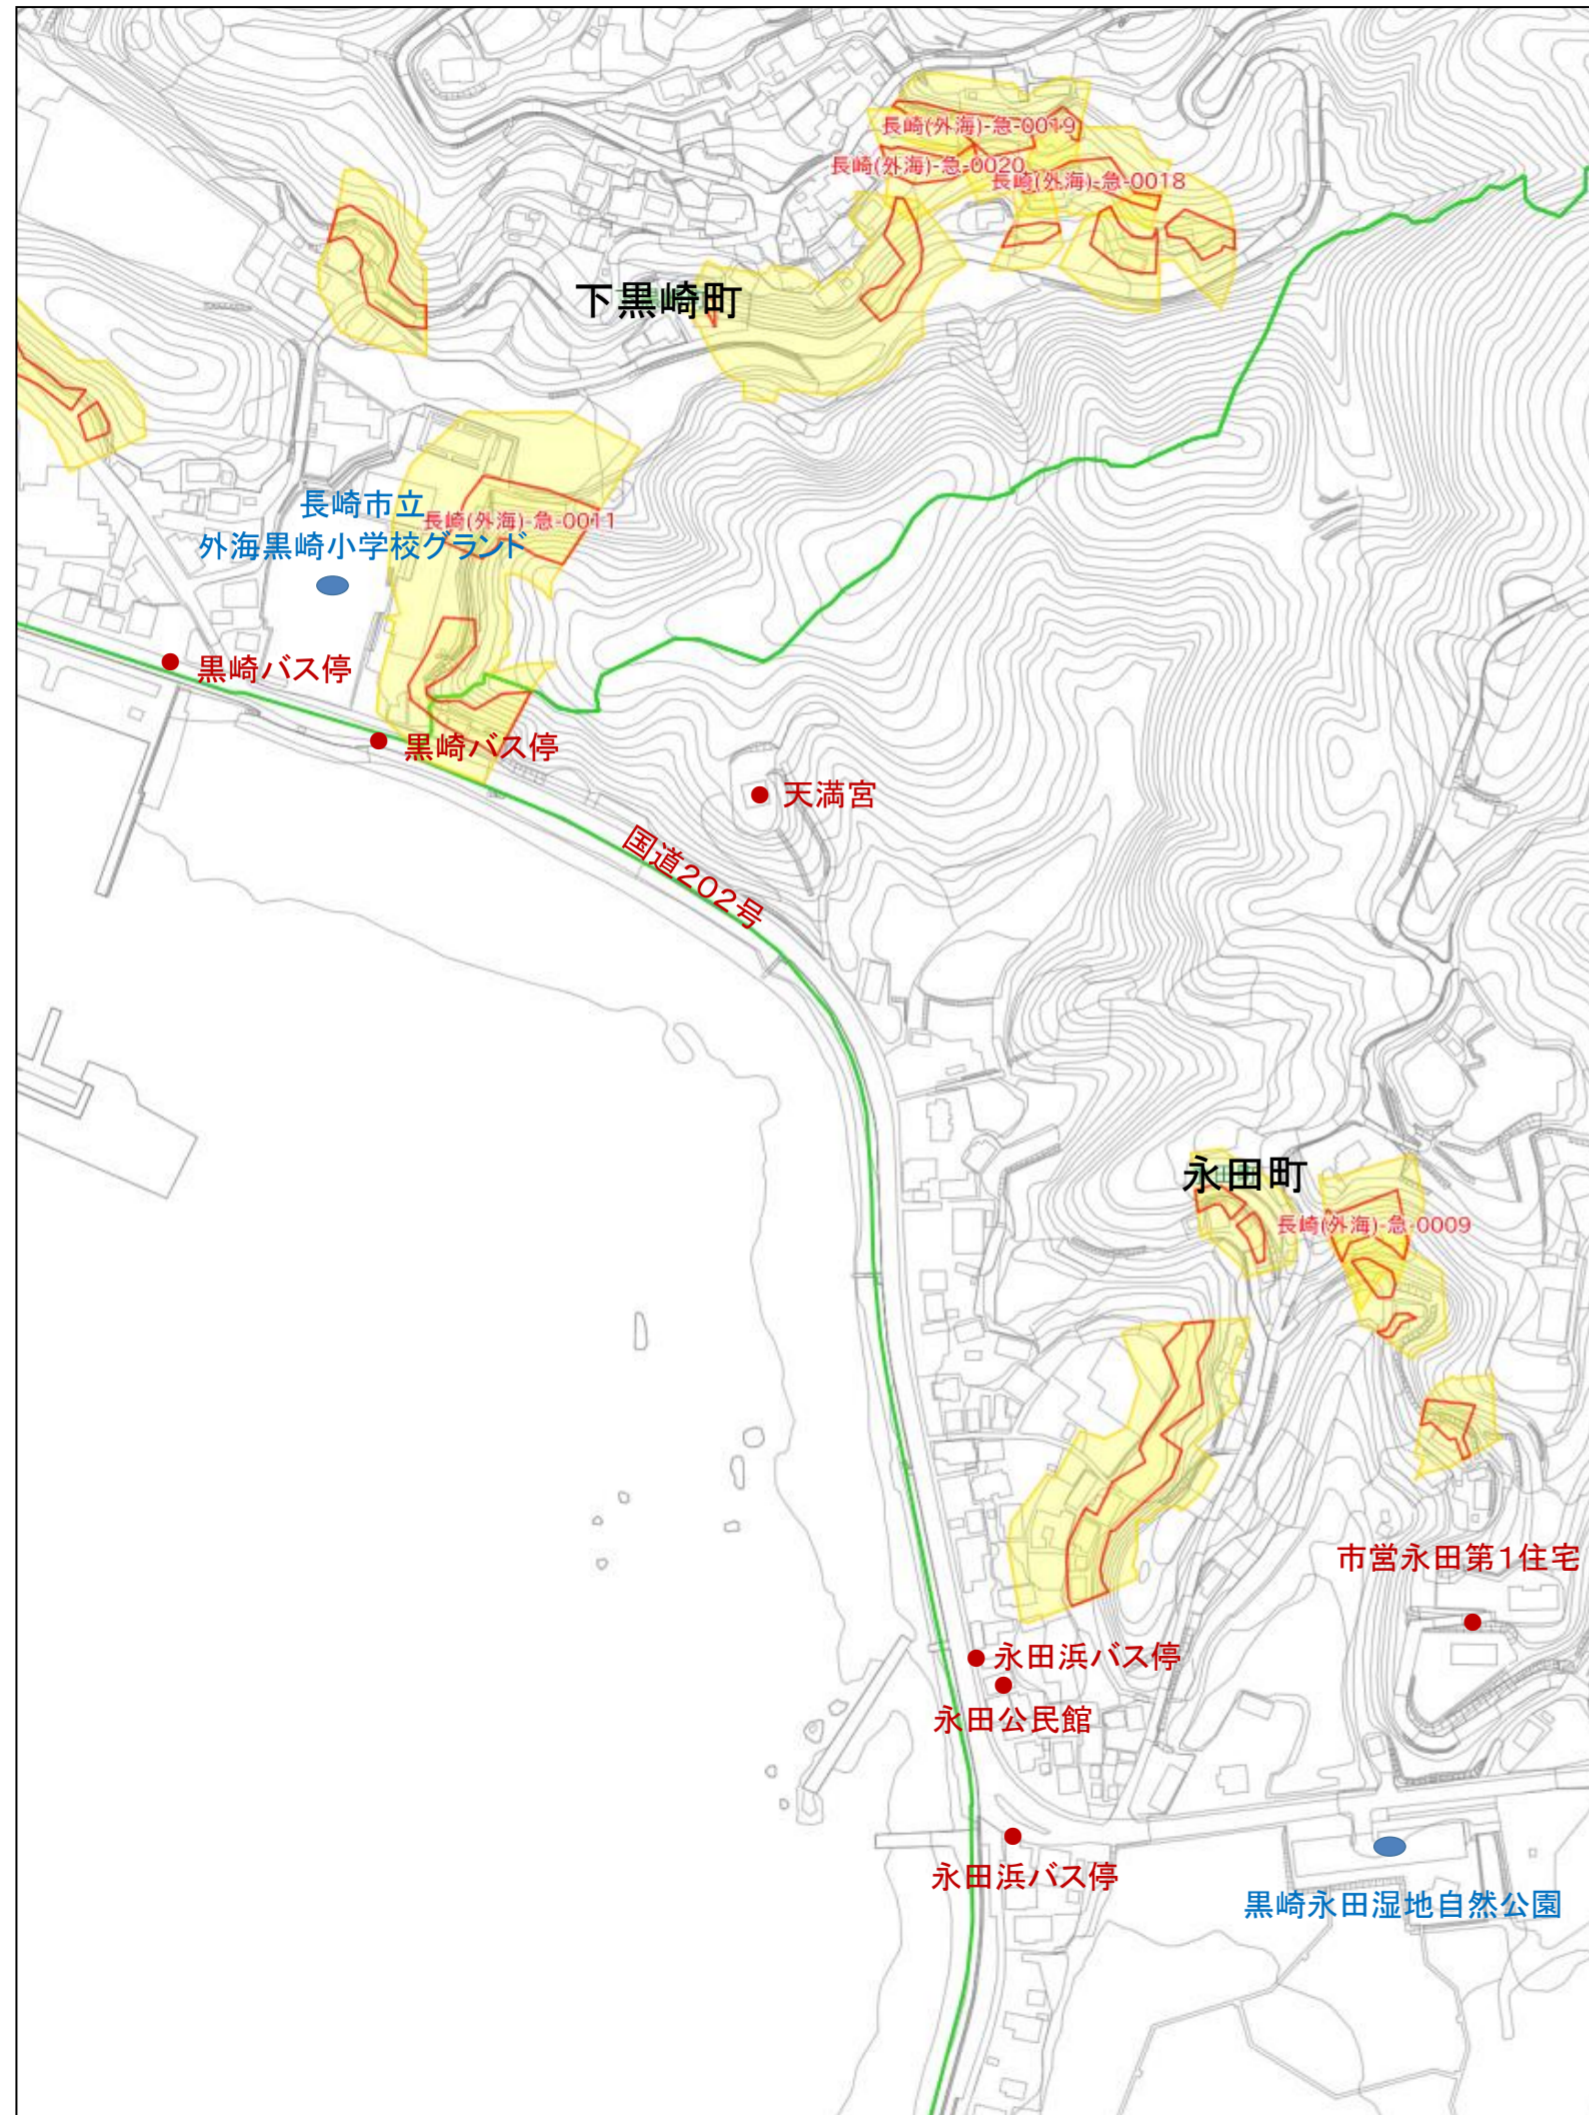 長崎(外海)-急-0019
長崎(外海)-急-0020
長崎(外海)-急-0018
下黒崎町
長崎市立
外海黒崎小学校グランド
長崎(外海)-急-0011
黒崎バス停
黒崎バス停
天満宮
国道202号
永田町
長崎(外海)-急-0009
市営永田第1住宅
永田浜バス停
永田公民館
永田浜バス停
黒崎永田湿地自然公園